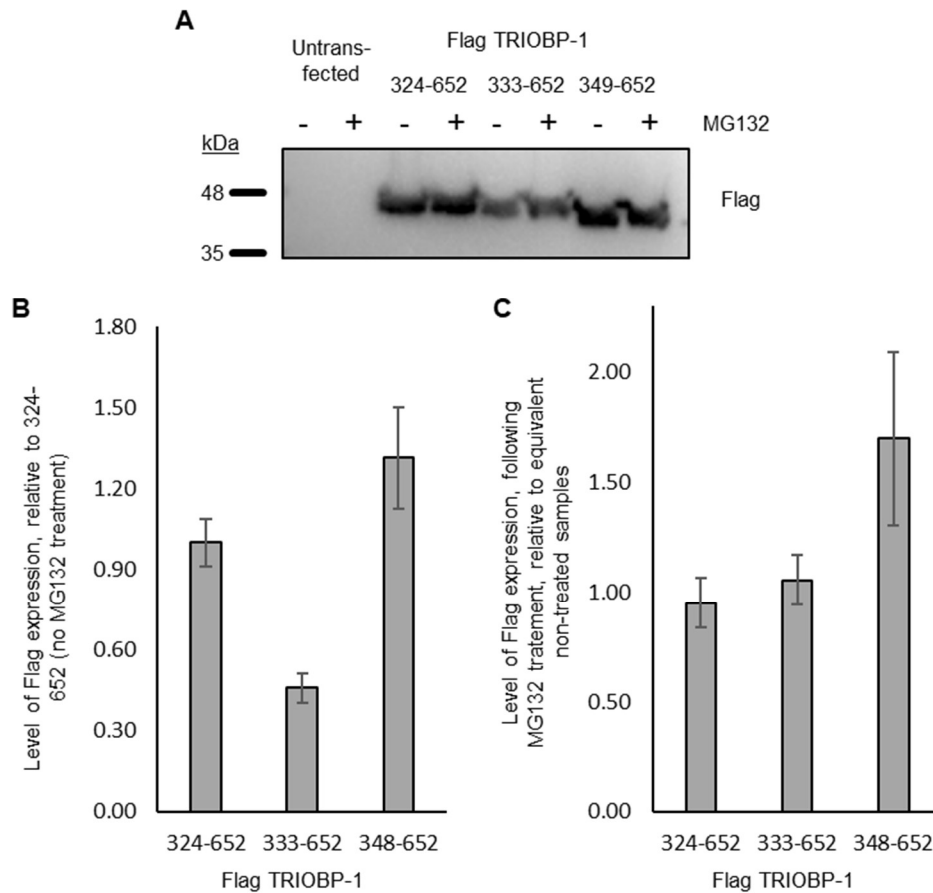 A
Untrans-
fected
Flag TRIOBP-1
324-652 333-652 349-652
- + - + - + - + MG132
kDa
48
35
Flag
B
Level of Flag expression, relative to 324-
652 (no MG132 treatment)
1.80
1.50
1.20
0.90
0.60
0.30
0.00
324-652 333-652 348-652
Flag TRIOBP-1
C
Level of Flag expression, following
MG132 tratement, relative to equivalent
non-treated samples
2.00
1.50
1.00
0.50
0.00
324-652 333-652 348-652
Flag TRIOBP-1